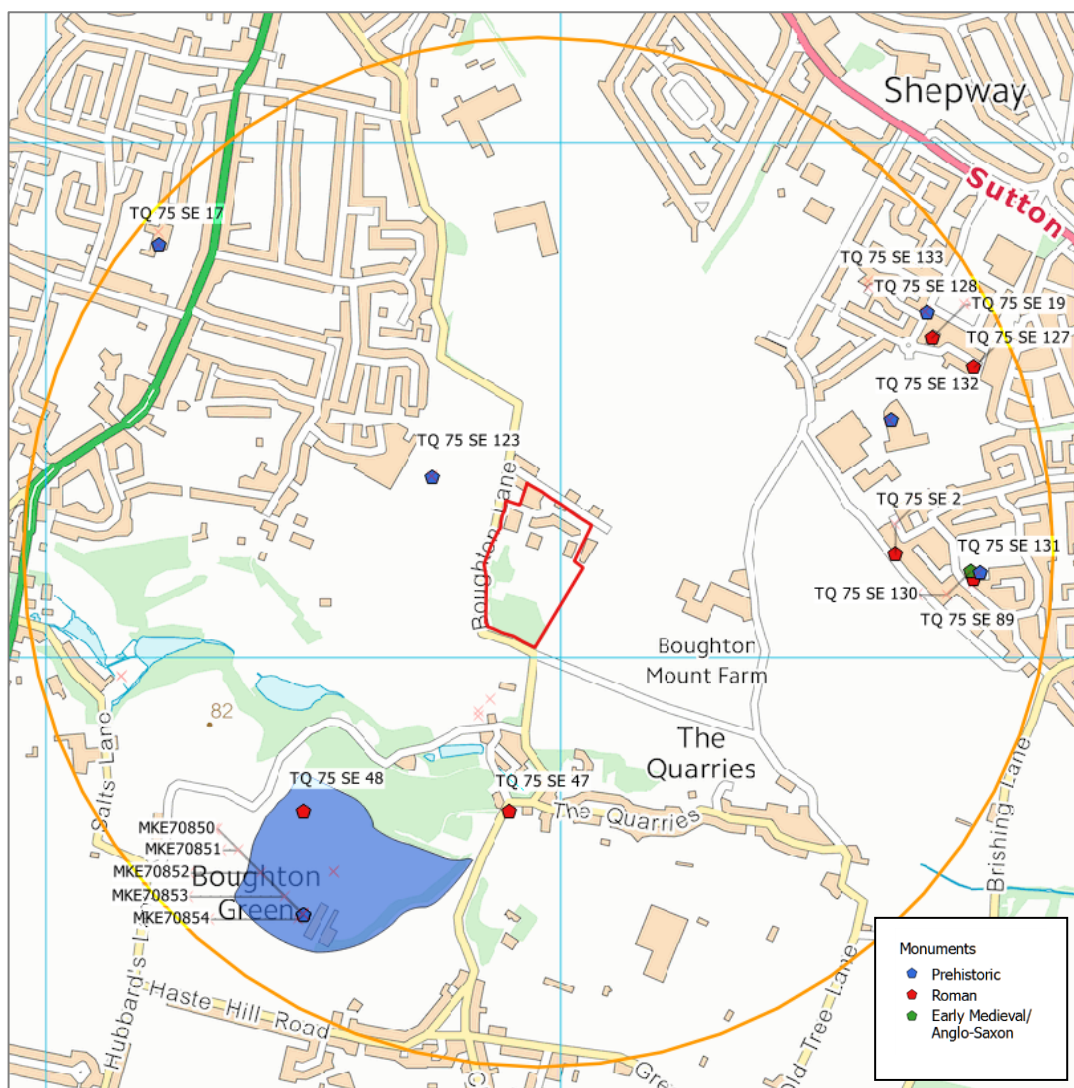 Shepway
Sutton
TQ 75 SE 17
TQ 75 SE 133
TQ 75 SE 128
TQ 75 SE 19
TQ 75 SE 127
TQ 75 SE 132
TQ 75 SE 123
Boughton Lane
TQ 75 SE 2
TQ 75 SE 131
TQ 75 SE 130
TQ 75 SE 89
Boughton Lane
Boughton
Mount Farm
82
Salts Lane
The
Quarries
TQ 75 SE 48
TQ 75 SE 47
The Quarries
MKE70850
MKE70851
MKE70852
MKE70853
MKE70854
Boughton
Green
Brishing Lane
Hubbard's L
Haste Hill Road
Old Tree Lane
Gre
Monuments
Prehistoric
Roman
Early Medieval/
Anglo-Saxon